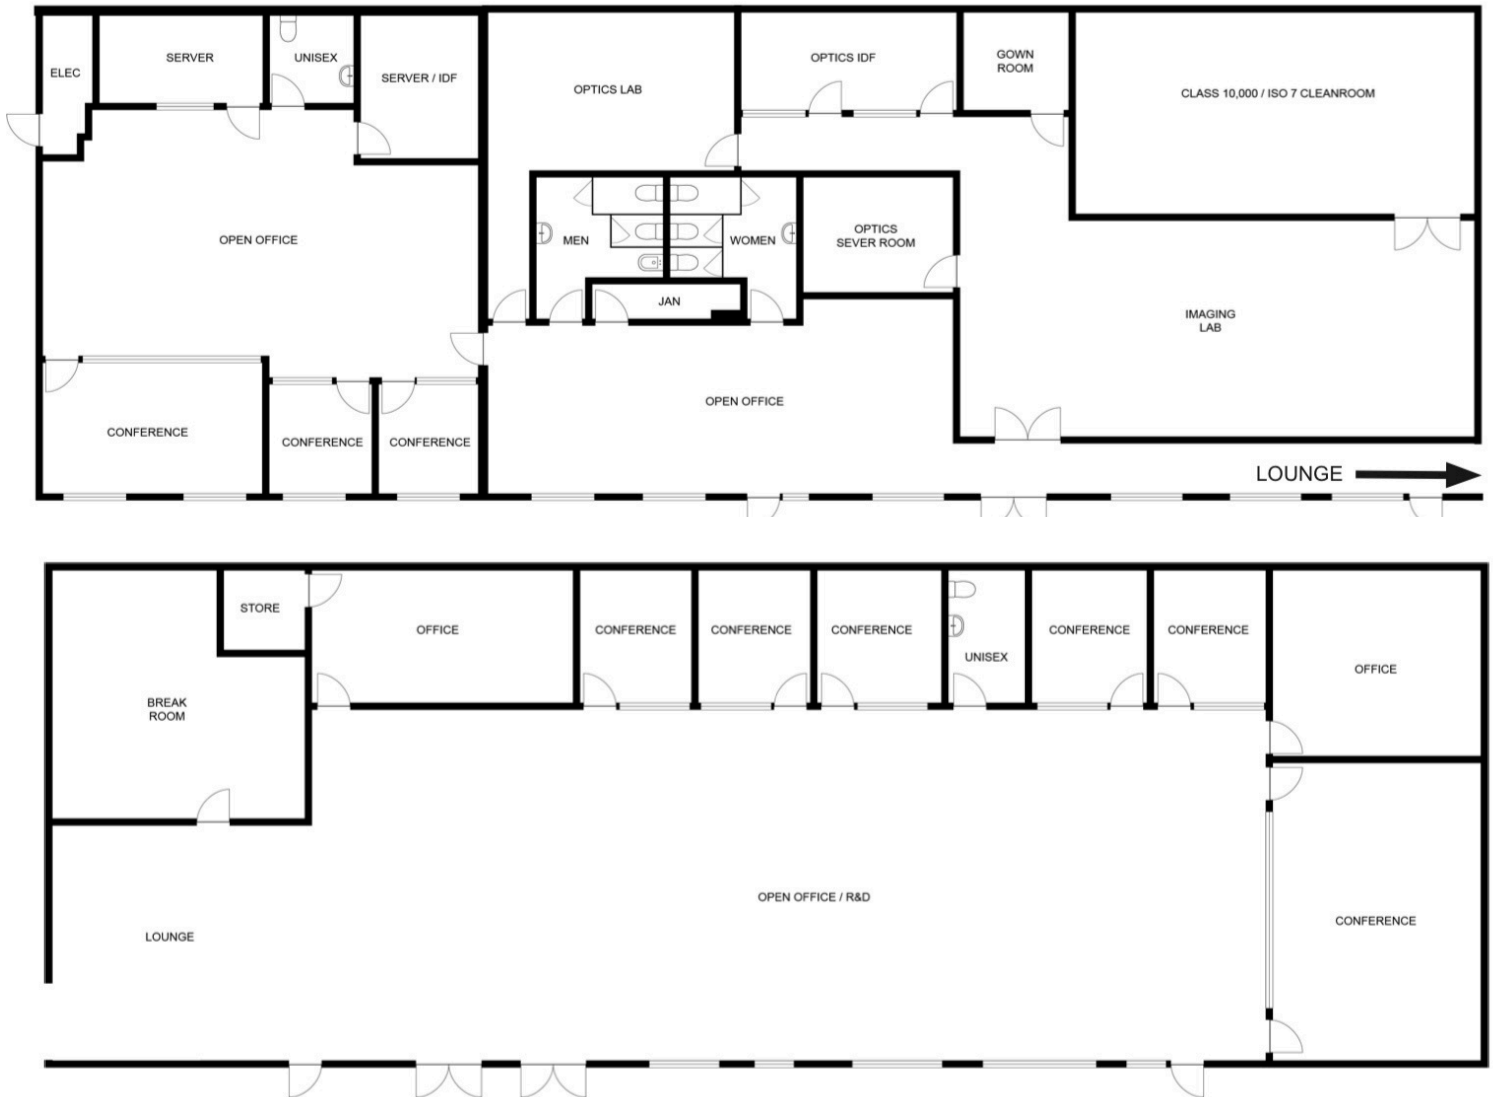 ELEC
SERVER
UNISEX
SERVER / IDF
OPTICS LAB
OPTICS IDF
GOWN
ROOM
CLASS 10,000 / ISO 7 CLEANROOM
OPEN OFFICE
MEN
WOMEN
OPTICS
SEVER ROOM
JAN
IMAGING
LAB
OPEN OFFICE
CONFERENCE
CONFERENCE
CONFERENCE
LOUNGE
STORE
OFFICE
CONFERENCE
CONFERENCE
CONFERENCE
UNISEX
CONFERENCE
CONFERENCE
OFFICE
BREAK
ROOM
OPEN OFFICE / R&D
CONFERENCE
LOUNGE